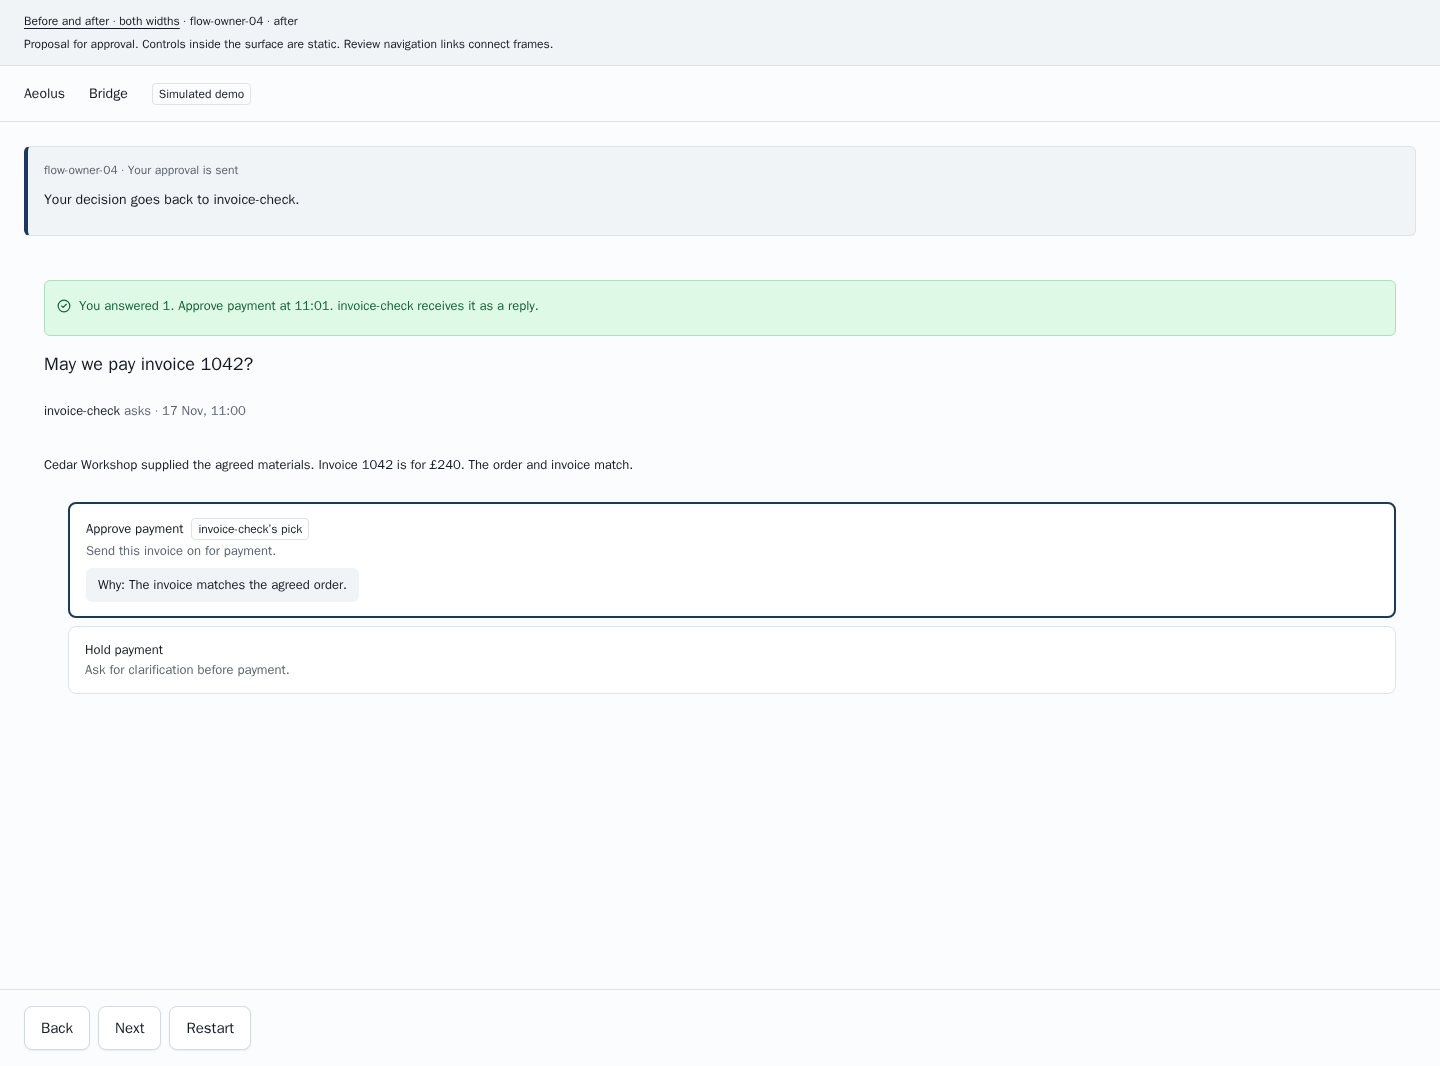 Before and after · both widths · flow-owner-04 · after
Proposal for approval. Controls inside the surface are static. Review navigation links connect frames.
Aeolus Bridge Simulated demo
flow-owner-04 · Your approval is sent
Your decision goes back to invoice-check.
You answered 1. Approve payment at 11:01. invoice-check receives it as a reply.
May we pay invoice 1042?
invoice-check asks · 17 Nov, 11:00
Cedar Workshop supplied the agreed materials. Invoice 1042 is for £240. The order and invoice match.
Approve payment invoice-check's pick
Send this invoice on for payment.
Why: The invoice matches the agreed order.
Hold payment
Ask for clarification before payment.
Back Next Restart